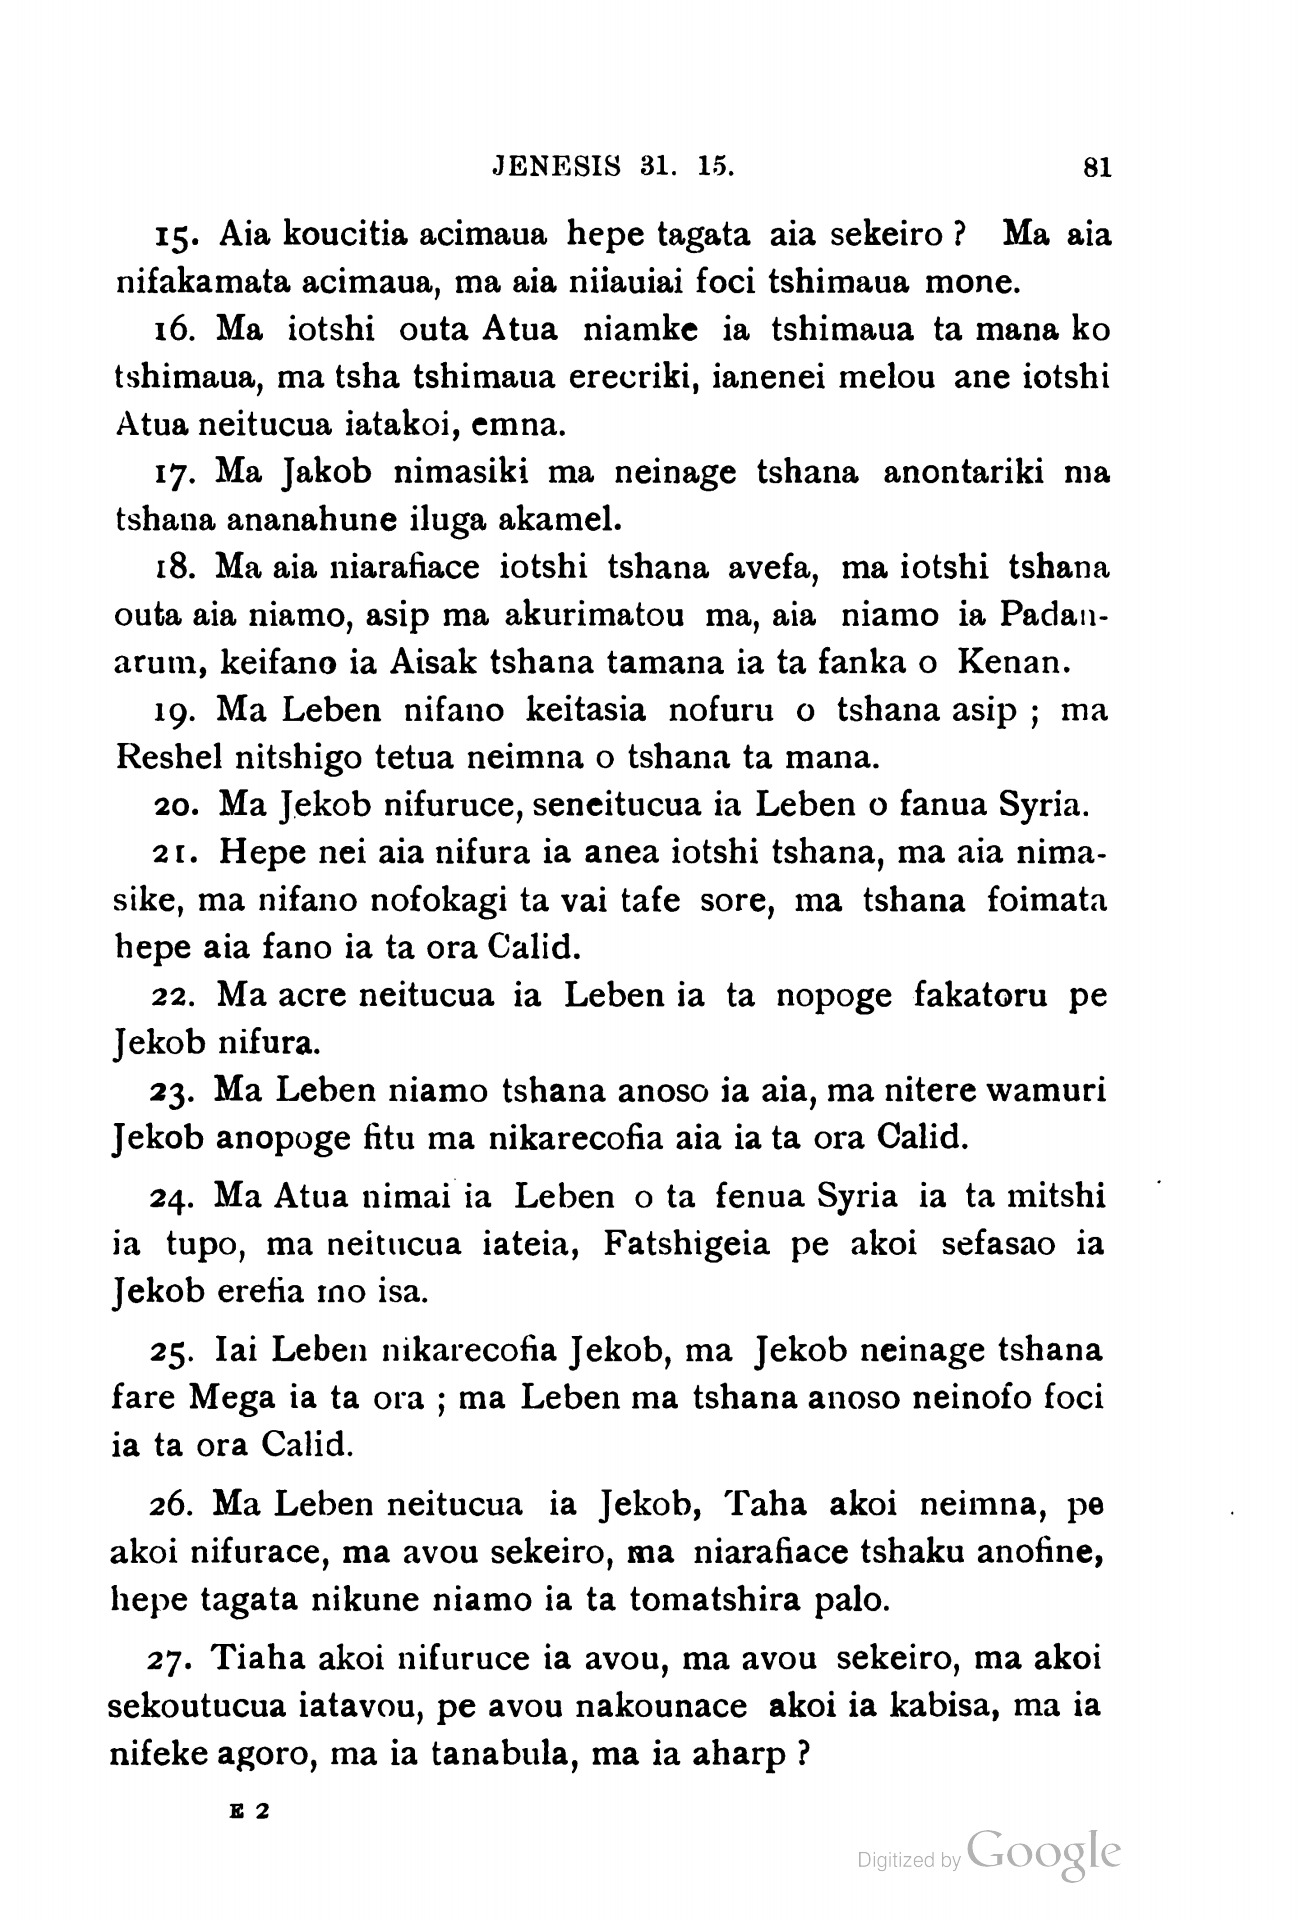 JENESIS 31. 15. 81
15. Aia koucitia acimaua hepe tagata aia sekeiro ? Ma aia
nifakamata acimaua, ma aia niiauiai foci tshimaua mone.
16. Ma iotshi outa Atua niamke ia tshimaua ta mana ko
tshimaua, ma tsha tshimaua erecriki, ianenei melou ane iotshi
Atua neitucua iatakoi, emna.
17. Ma Jakob nimasiki ma neinage tshana anontariki ma
tshana ananahune iluga akamel.
18. Ma aia niarafiace iotshi tshana avefa, ma iotshi tshana
outa aia niamo, asip ma akurimatou ma, aia niamo ia Padan-
arum, keifano ia Aisak tshana tamana ia ta fanka o Kenan.
19. Ma Leben nifano keitasia nofuru o tshana asip ; ma
Reshel nitshigo tetua neimna o tshana ta mana.
20. Ma Jekob nifuruce, seneitucua ia Leben o fanua Syria.
21. Hepe nei aia nifura ia anea iotshi tshana, ma aia nima-
sike, ma nifano nofokagi ta vai tafe sore, ma tshana foimata
hepe aia fano ia ta ora Calid.
22. Ma acre neitucua ia Leben ia ta nopoge fakatoru pe
Jekob nifura.
23. Ma Leben niamo tshana anoso ia aia, ma nitere wamuri
Jekob anopoge fitu ma nikarecofia aia ia ta ora Calid.
24. Ma Atua nimai ia Leben o ta fenua Syria ia ta mitshi
ia tupo, ma neitucua iateia, Fatshigeia pe akoi sefasao ia
Jekob erefia mo isa.
25. Iai Leben nikarecofia Jekob, ma Jekob neinage tshana
fare Mega ia ta ora ; ma Leben ma tshana anoso neinofo foci
ia ta ora Calid.
26. Ma Leben neitucua ia Jekob, Taha akoi neimna, pe
akoi nifurace, ma avou sekeiro, ma niarafiace tshaku anofine,
hepe tagata nikune niamo ia ta tomatshira palo.
27. Tiaha akoi nifuruce ia avou, ma avou sekeiro, ma akoi
sekoutucua iatavou, pe avou nakounace akoi ia kabisa, ma ia
nifeke agoro, ma ia tanabula, ma ia aharp ?
E 2
Digitized by Google